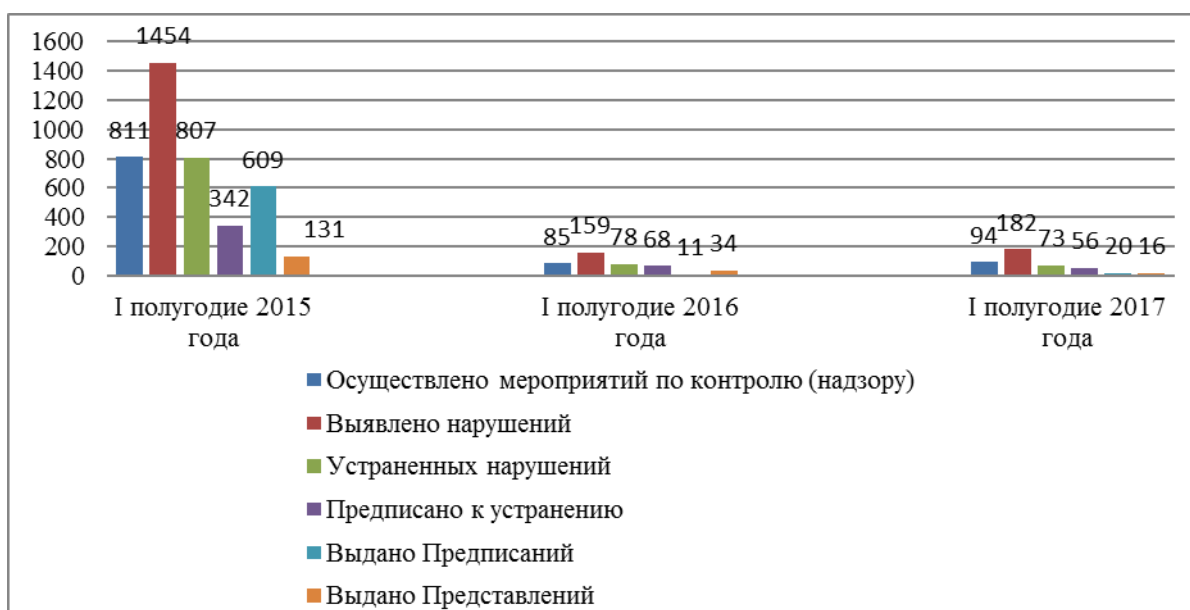 1600
1400
1200
1000
800
600
400
200
0
1454
811
807
342
609
131
85
159
78
68
11
34
94
182
73
56
20
16
I полугодие 2015
года
I полугодие 2016
года
I полугодие 2017
года
Осуществлено мероприятий по контролю (надзору)
Выявлено нарушений
Устраненных нарушений
Предписано к устранению
Выдано Предписаний
Выдано Представлений